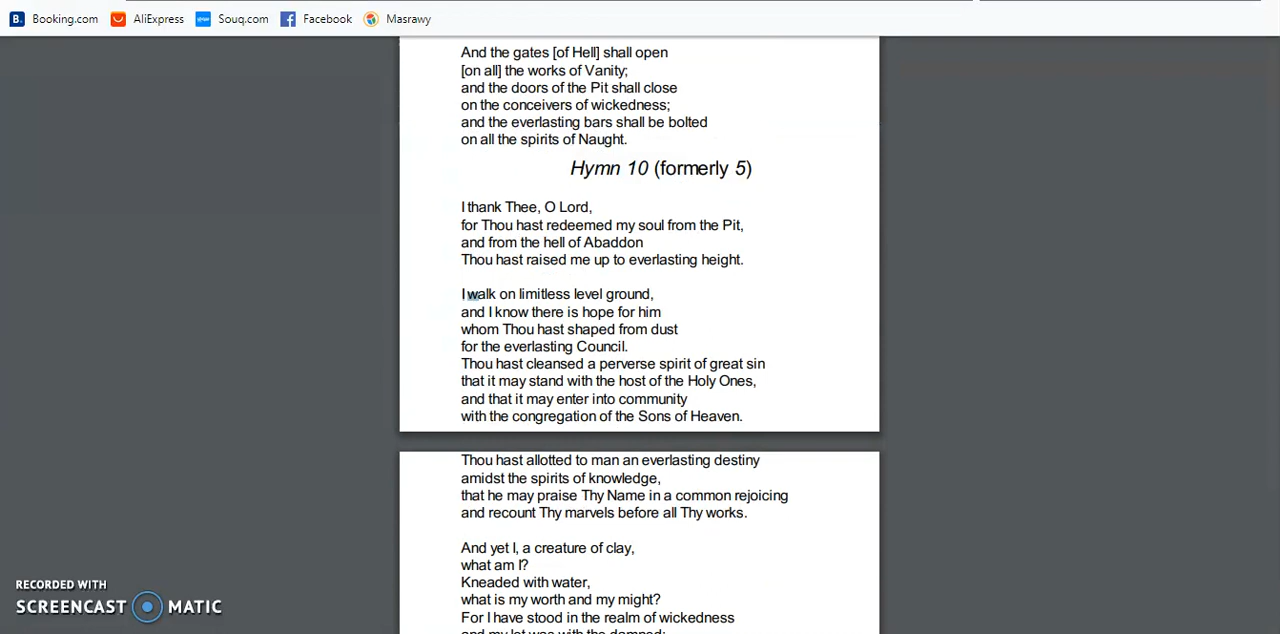 Booking.com AliExpress Souq.com Facebook Masrawy
And the gates [of Hell] shall open
[on all] the works of Vanity;
and the doors of the Pit shall close
on the conceivers of wickedness;
and the everlasting bars shall be bolted
on all the spirits of Naught.
Hymn 10 (formerly 5)
I thank Thee, O Lord,
for Thou hast redeemed my soul from the Pit,
and from the hell of Abaddon
Thou hast raised me up to everlasting height.
I walk on limitless level ground,
and I know there is hope for him
whom Thou hast shaped from dust
for the everlasting Council.
Thou hast cleansed a perverse spirit of great sin
that it may stand with the host of the Holy Ones,
and that it may enter into community
with the congregation of the Sons of Heaven.
Thou hast allotted to man an everlasting destiny
amidst the spirits of knowledge,
that he may praise Thy Name in a common rejoicing
and recount Thy marvels before all Thy works.
And yet I, a creature of clay,
what am I?
Kneaded with water,
what is my worth and my might?
For I have stood in the realm of wickedness
and my lot was with the damned;
RECORDED WITH
SCREENCAST MATIC